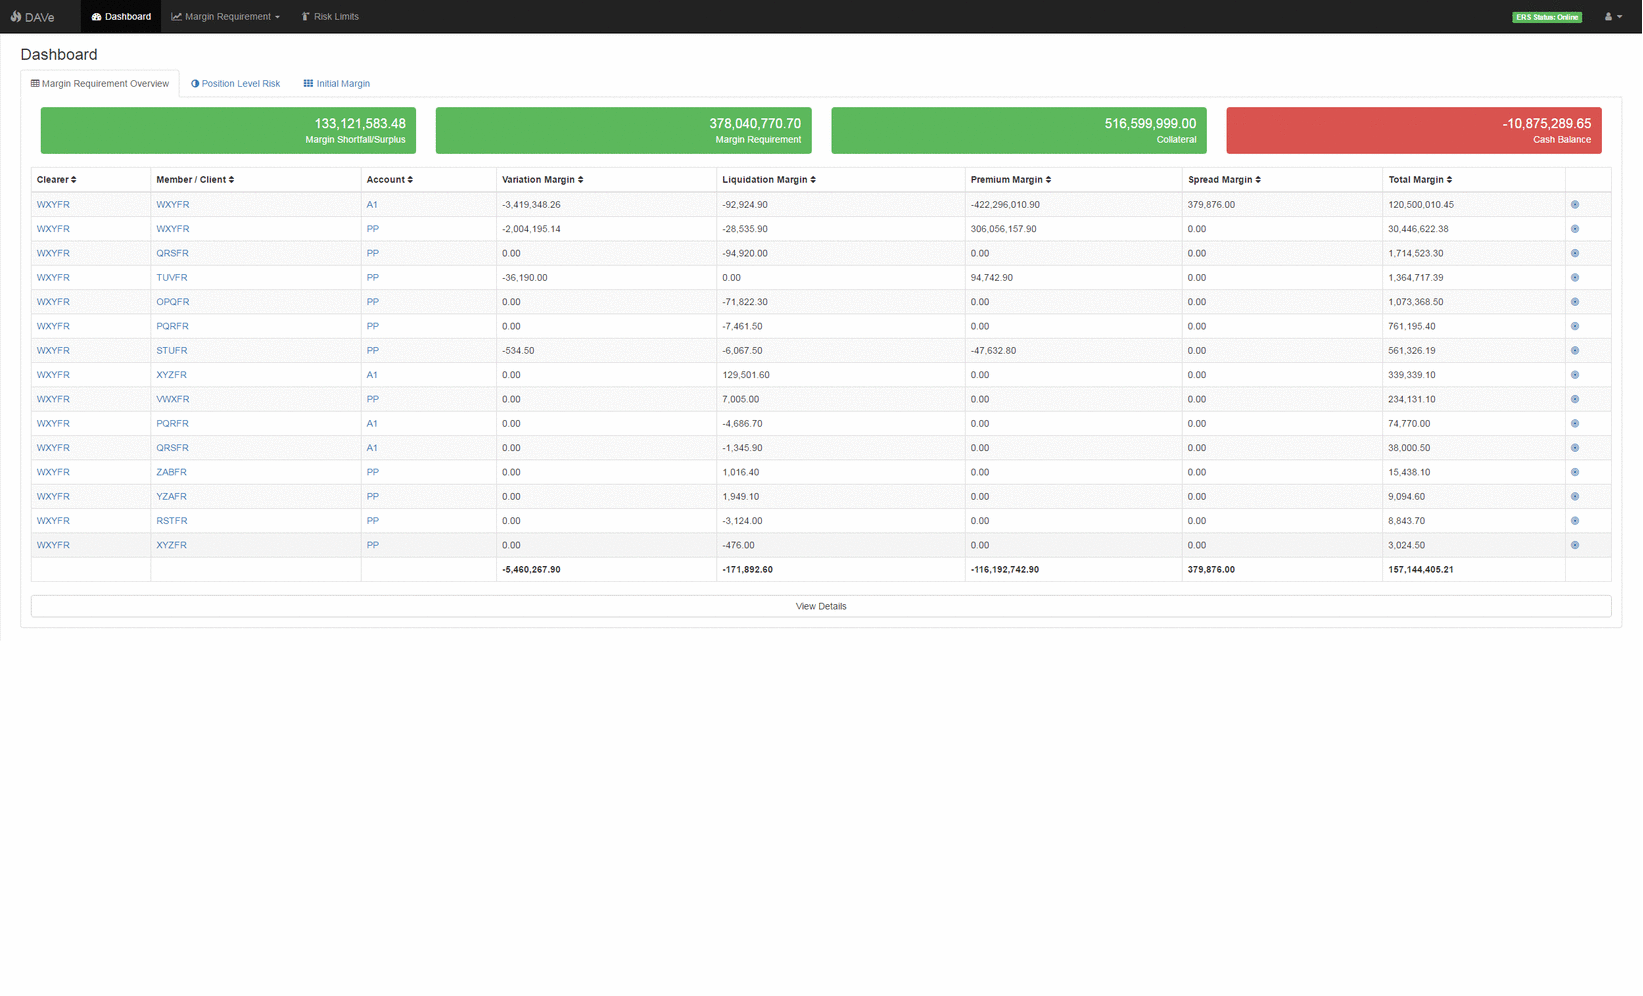 DAVe Dashboard Margin Requirement Risk Limits ERS Status: Online
Dashboard
Margin Requirement Overview Position Level Risk Initial Margin
133,121,583.48 378,040,770.70 516,599,999.00 -10,875,289.65
Margin Shortfall/Surplus Margin Requirement Collateral Cash Balance
Clearer Member / Client Account Variation Margin Liquidation Margin Premium Margin Spread Margin Total Margin
WXYFR WXYFR A1 -3,419,348.26 -92,924.90 -422,296,010.90 379,876.00 120,500,010.45
WXYFR WXYFR PP -2,004,195.14 -28,535.90 306,056,157.90 0.00 30,446,622.38
WXYFR QRSFR PP 0.00 -94,920.00 0.00 0.00 1,714,523.30
WXYFR TUVFR PP -36,190.00 0.00 94,742.90 0.00 1,364,717.39
WXYFR OPQFR PP 0.00 -71,822.30 0.00 0.00 1,073,368.50
WXYFR PQRFR PP 0.00 -7,461.50 0.00 0.00 761,195.40
WXYFR STUFR PP -534.50 -6,067.50 -47,632.80 0.00 561,326.19
WXYFR XYZFR A1 0.00 129,501.60 0.00 0.00 339,339.10
WXYFR VWXFR PP 0.00 7,005.00 0.00 0.00 234,131.10
WXYFR PQRFR A1 0.00 -4,686.70 0.00 0.00 74,770.00
WXYFR QRSFR A1 0.00 -1,345.90 0.00 0.00 38,000.50
WXYFR ZABFR PP 0.00 1,016.40 0.00 0.00 15,438.10
WXYFR YZAFR PP 0.00 1,949.10 0.00 0.00 9,094.60
WXYFR RSTFR PP 0.00 -3,124.00 0.00 0.00 8,843.70
WXYFR XYZFR PP 0.00 -476.00 0.00 0.00 3,024.50
-5,460,267.90 -171,892.60 -116,192,742.90 379,876.00 157,144,405.21
View Details